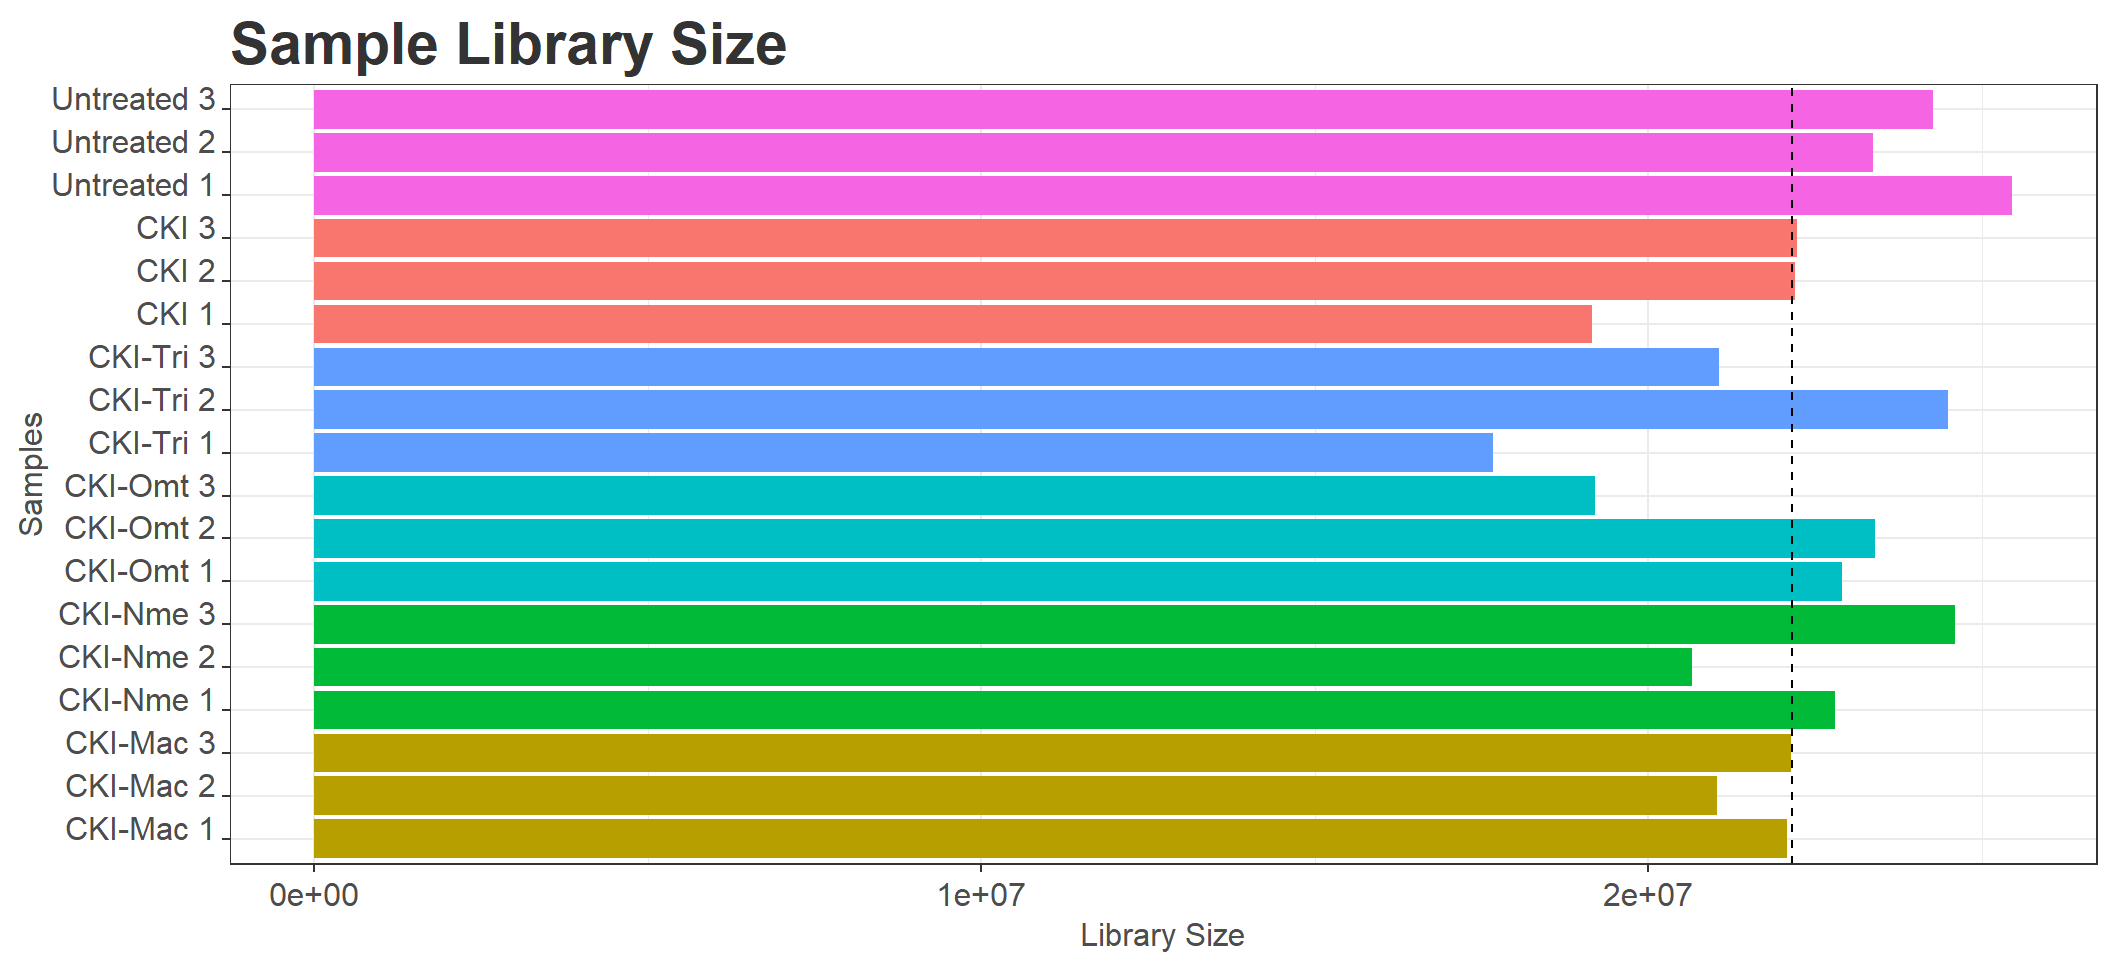 Sample Library Size
Untreated 3
Untreated 2
Untreated 1
CKI 3
CKI 2
CKI 1
CKI-Tri 3
CKI-Tri 2
CKI-Tri 1
CKI-Omt 3
CKI-Omt 2
CKI-Omt 1
CKI-Nme 3
CKI-Nme 2
CKI-Nme 1
CKI-Mac 3
CKI-Mac 2
CKI-Mac 1
Samples
0e+00 1e+07 2e+07
Library Size